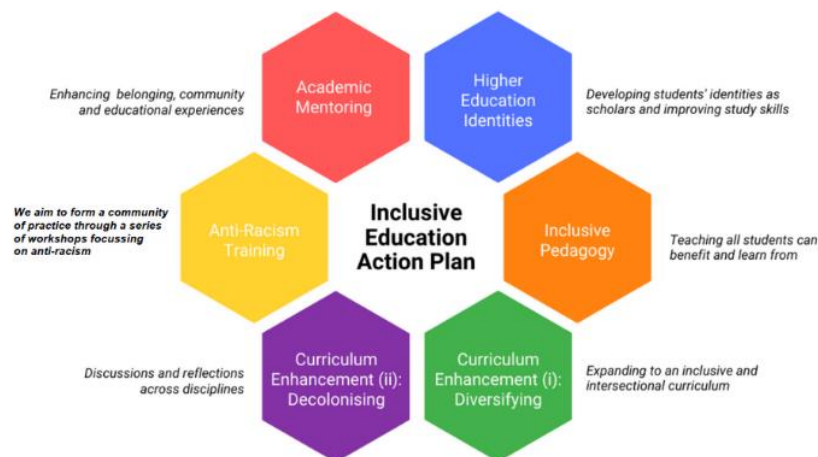 Enhancing belonging, community
and educational experiences
Academic
Mentoring
Higher
Education
Identities
Developing students' identities as
scholars and improving study skills
We aim to form a community
of practice through a series
of workshops focussing
on anti-racism
Anti-Racism
Training
Inclusive
Education
Action Plan
Inclusive
Pedagogy
Teaching all students can
benefit and learn from
Discussions and reflections
across disciplines
Curriculum
Enhancement (ii):
Decolonising
Curriculum
Enhancement (i):
Diversifying
Expanding to an inclusive and
intersectional curriculum